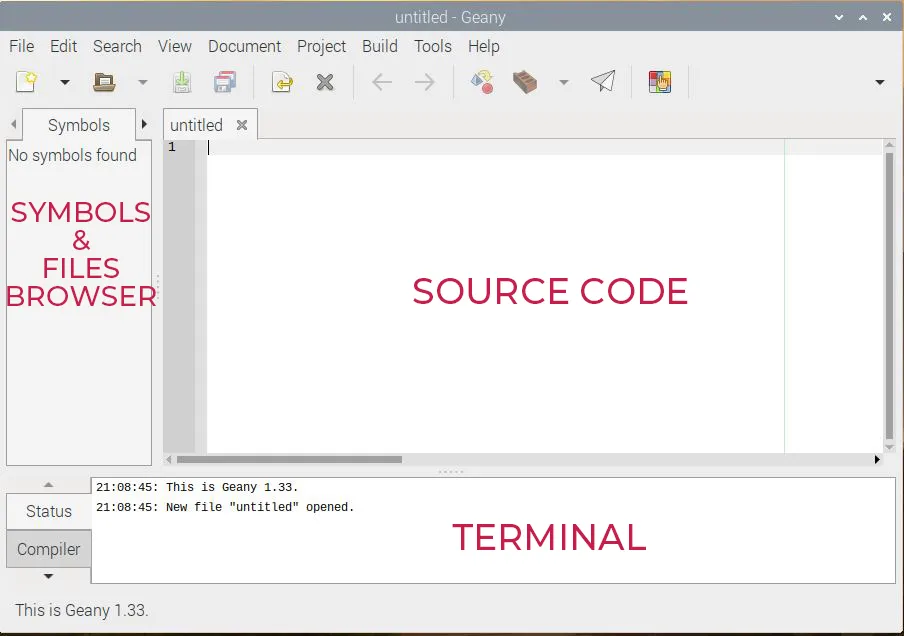 untitled - Geany
File Edit Search View Document Project Build Tools Help
Symbols
untitled
No symbols found
1
SYMBOLS
&
FILES
BROWSER
SOURCE CODE
21:08:45: This is Geany 1.33.
21:08:45: New file "untitled" opened.
Status
Compiler
TERMINAL
This is Geany 1.33.